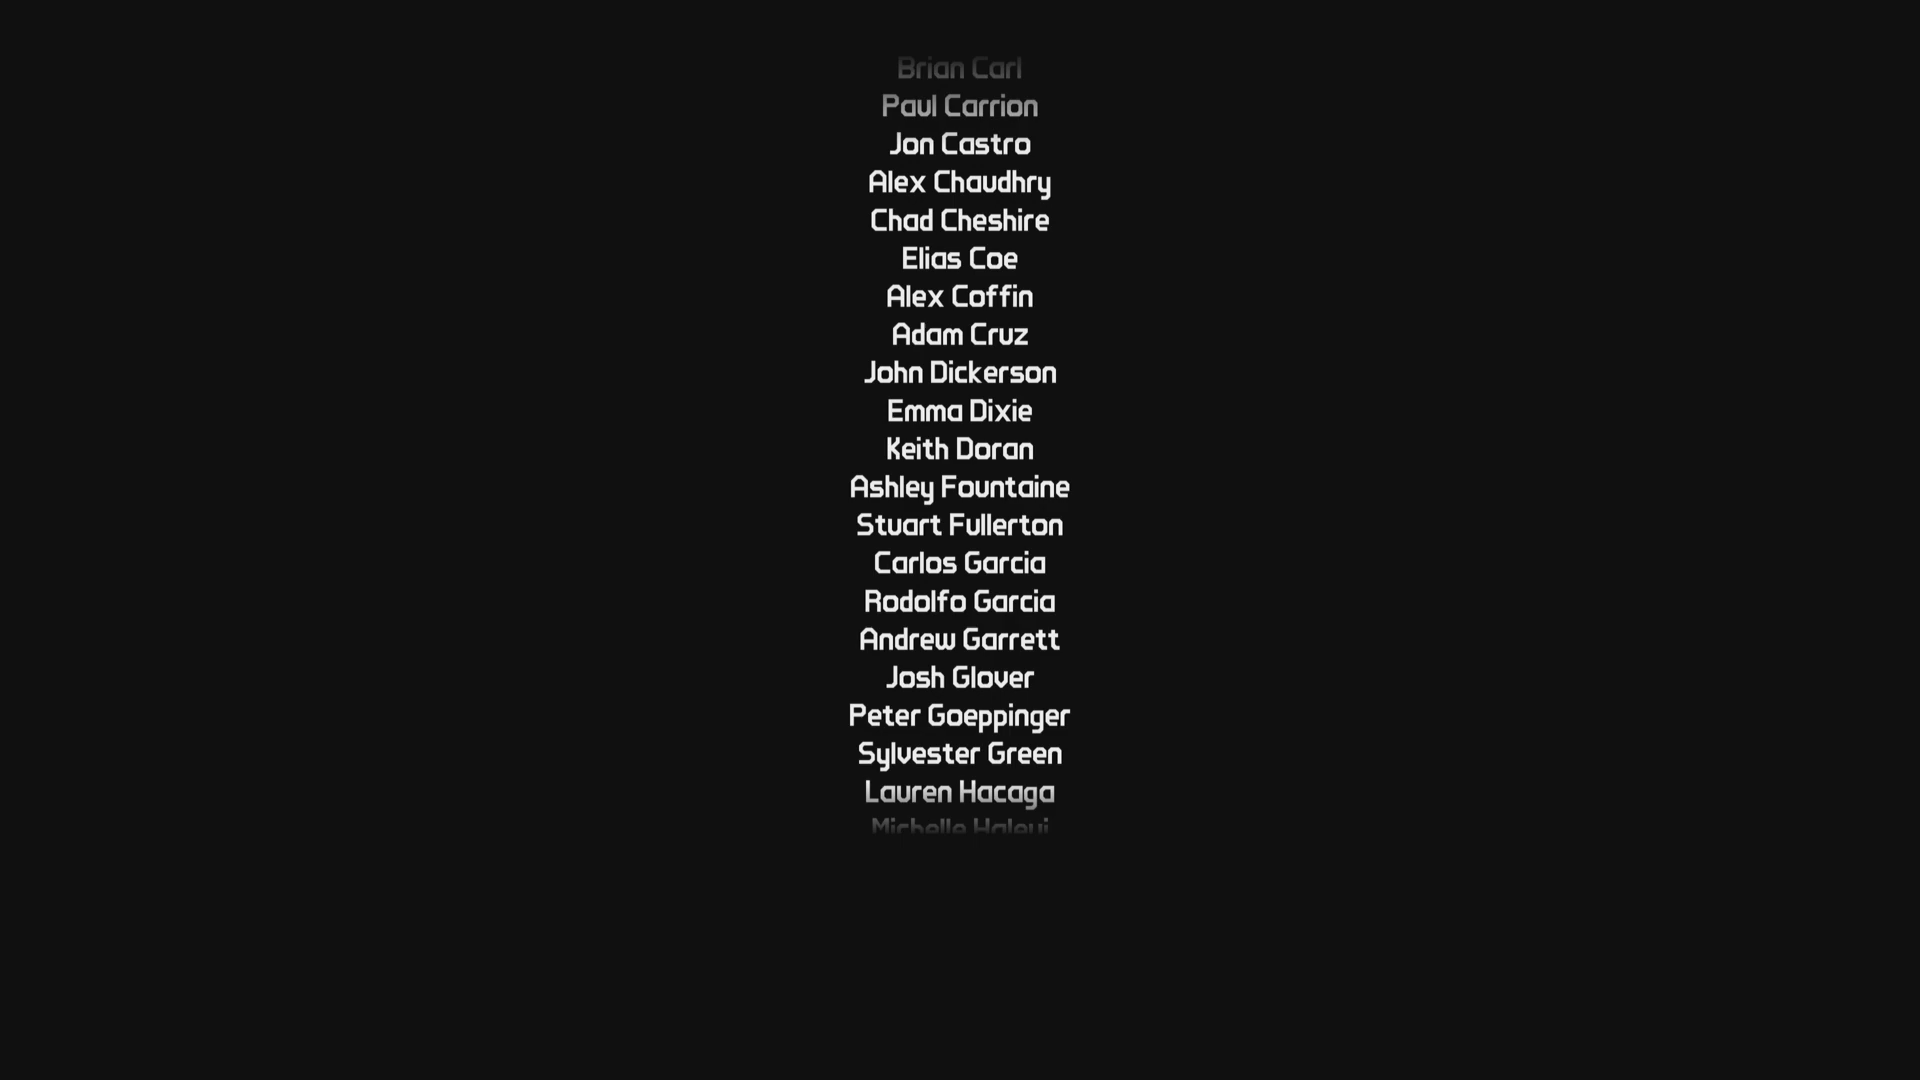 Brian Carl
Paul Carrion
Jon Castro
Alex Chaudhry
Chad Cheshire
Elias Coe
Alex Coffin
Adam Cruz
John Dickerson
Emma Dixie
Keith Doran
Ashley Fountaine
Stuart Fullerton
Carlos Garcia
Rodolfo Garcia
Andrew Garrett
Josh Glover
Peter Goeppinger
Sylvester Green
Lauren Hacaga
Michelle